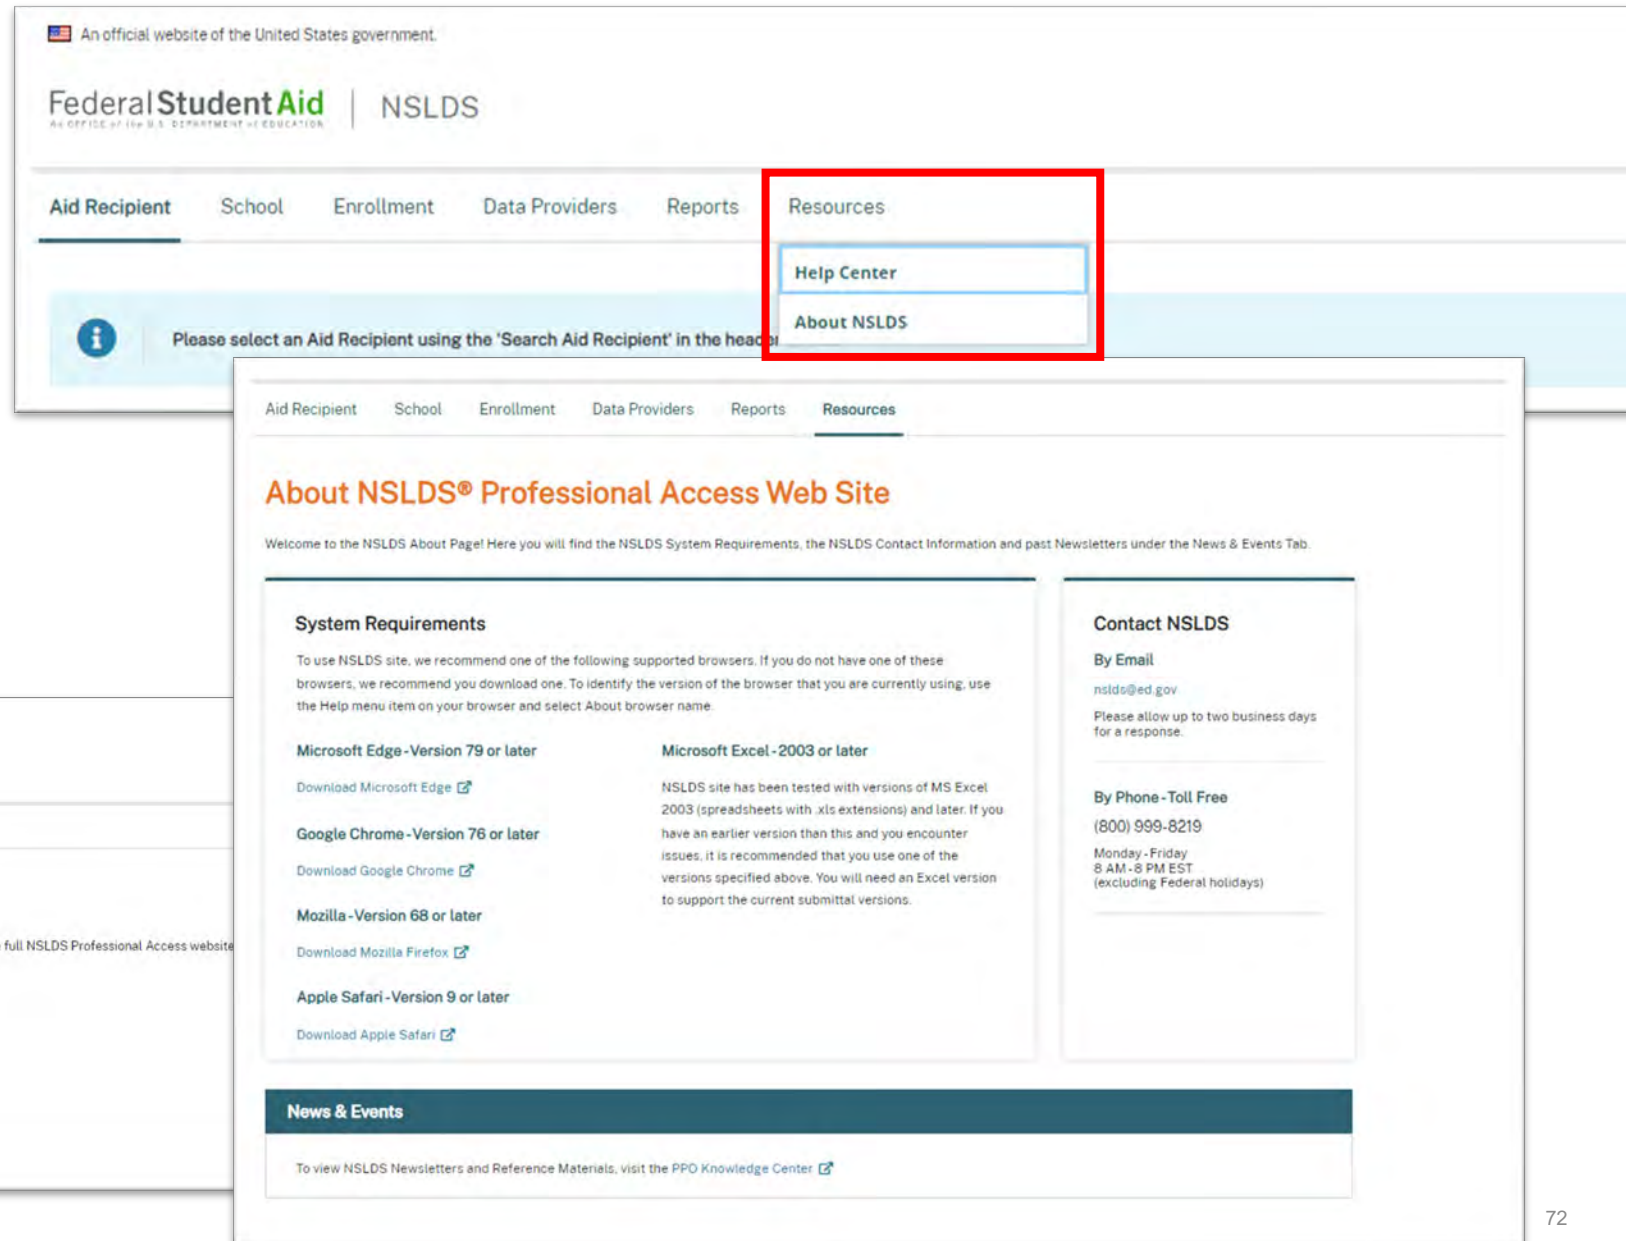 An official website of the United States government.
Federal Student Aid | NSLDS
An OFFICE of the U.S. DEPARTMENT of EDUCATION
Aid Recipient School Enrollment Data Providers Reports Resources
Help Center
About NSLDS
Please select an Aid Recipient using the 'Search Aid Recipient' in the header
Aid Recipient School Enrollment Data Providers Reports Resources
About NSLDS® Professional Access Web Site
Welcome to the NSLDS About Page! Here you will find the NSLDS System Requirements, the NSLDS Contact Information and past Newsletters under the News & Events Tab.
System Requirements
To use NSLDS site, we recommend one of the following supported browsers. If you do not have one of these
browsers, we recommend you download one. To identify the version of the browser that you are currently using, use
the Help menu item on your browser and select About browser name.
Microsoft Edge - Version 79 or later
Download Microsoft Edge
Google Chrome - Version 76 or later
Download Google Chrome
Mozilla - Version 68 or later
Download Mozilla Firefox
Apple Safari - Version 9 or later
Download Apple Safari
Microsoft Excel - 2003 or later
NSLDS site has been tested with versions of MS Excel
2003 (spreadsheets with .xls extensions) and later. If you
have an earlier version than this and you encounter
issues, it is recommended that you use one of the
versions specified above. You will need an Excel version
to support the current submittal versions.
Contact NSLDS
By Email
nslds@ed.gov
Please allow up to two business days
for a response.
By Phone - Toll Free
(800) 999-8219
Monday - Friday
8 AM - 8 PM EST
(excluding Federal holidays)
full NSLDS Professional Access website
News & Events
To view NSLDS Newsletters and Reference Materials, visit the PPO Knowledge Center
72